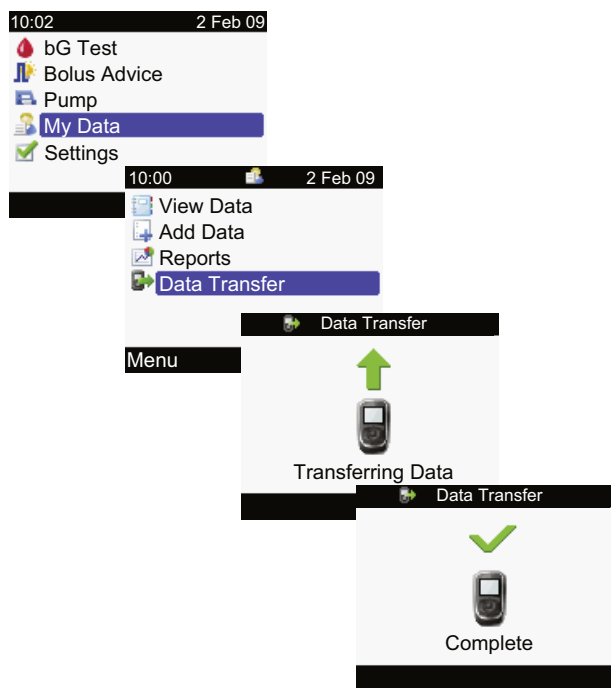 10:02 2 Feb 09
bG Test
Bolus Advice
Pump
My Data
Settings
10:00 2 Feb 09
View Data
Add Data
Reports
Data Transfer
Menu
Data Transfer
Transferring Data
Data Transfer
Complete